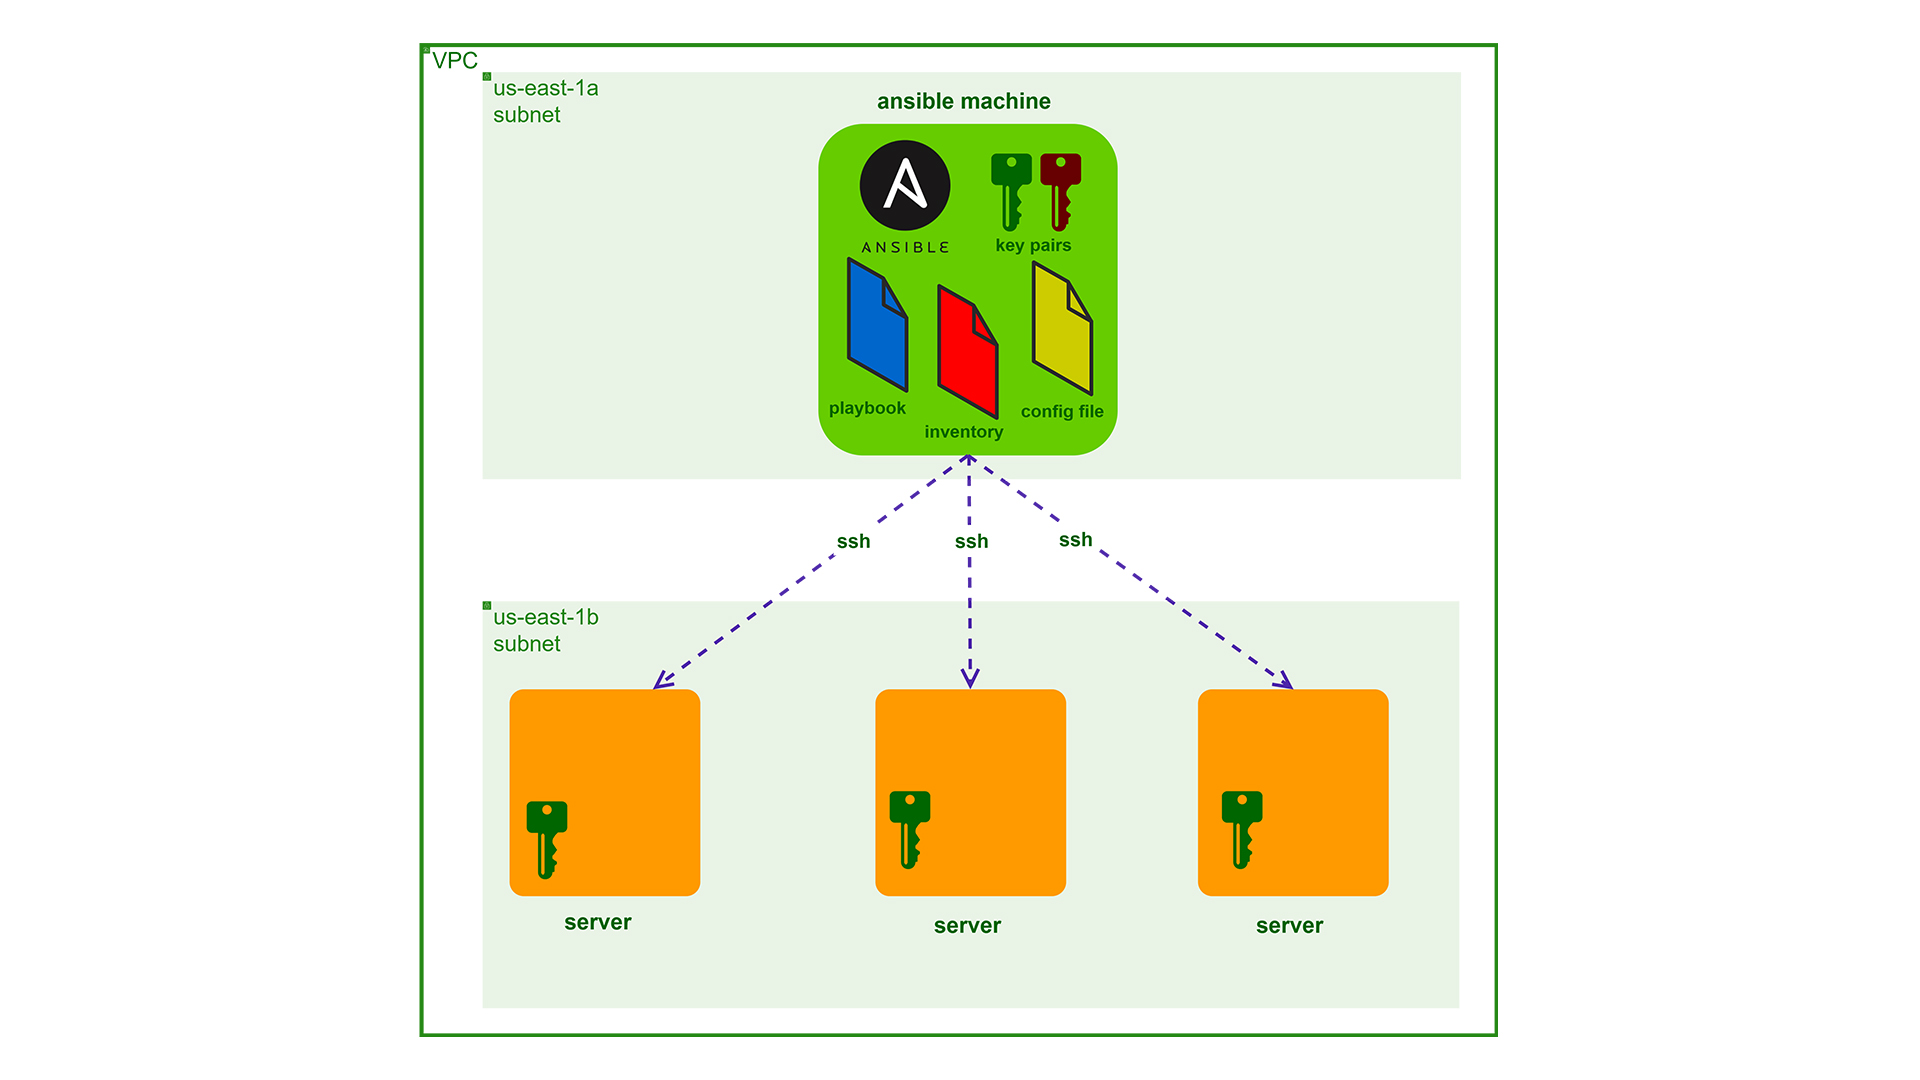 VPC
us-east-1a
subnet
ansible machine
ANSIBLE
key pairs
playbook
inventory
config file
ssh
ssh
ssh
us-east-1b
subnet
server
server
server